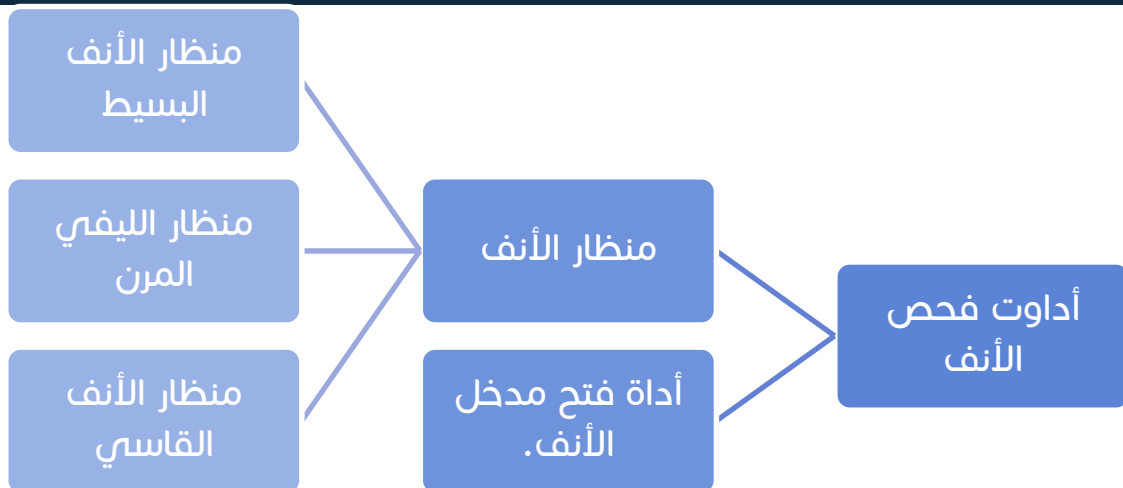 أداوت فحص
الأنف
منظار الأنف
أداة فتح مدخل
الأنف.
منظار الأنف
البسيط
منظار الليفي
المرن
منظار الأنف
القاسي